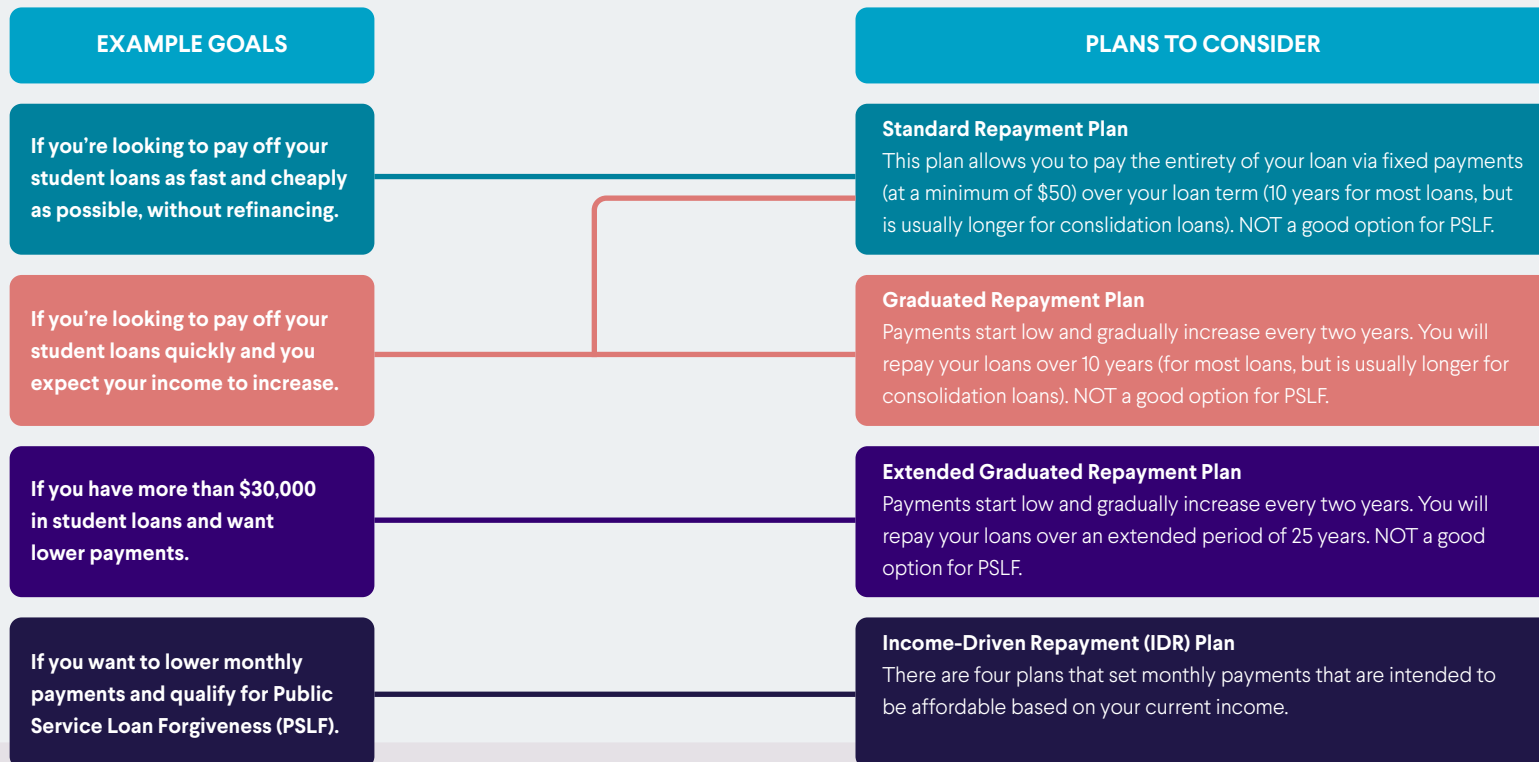 EXAMPLE GOALS
PLANS TO CONSIDER
If you’re looking to pay off your
student loans as fast and cheaply
as possible, without refinancing.
Standard Repayment Plan
This plan allows you to pay the entirety of your loan via fixed payments
(at a minimum of $50) over your loan term (10 years for most loans, but
is usually longer for conslidation loans). NOT a good option for PSLF.
If you’re looking to pay off your
student loans quickly and you
expect your income to increase.
Graduated Repayment Plan
Payments start low and gradually increase every two years. You will
repay your loans over 10 years (for most loans, but is usually longer for
consolidation loans). NOT a good option for PSLF.
If you have more than $30,000
in student loans and want
lower payments.
Extended Graduated Repayment Plan
Payments start low and gradually increase every two years. You will
repay your loans over an extended period of 25 years. NOT a good
option for PSLF.
If you want to lower monthly
payments and qualify for Public
Service Loan Forgiveness (PSLF).
Income-Driven Repayment (IDR) Plan
There are four plans that set monthly payments that are intended to
be affordable based on your current income.